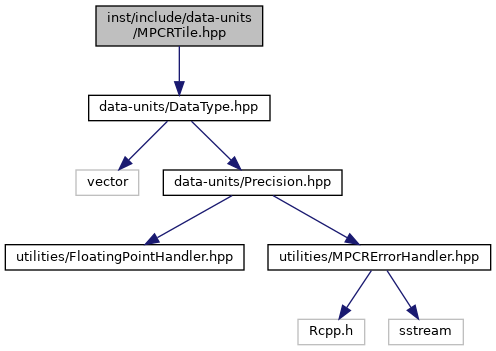 inst/include/data-units
/MPCRTile.hpp
data-units/DataType.hpp
vector
data-units/Precision.hpp
utilities/FloatingPointHandler.hpp
utilities/MPCRErrorHandler.hpp
Rcpp.h
sstream